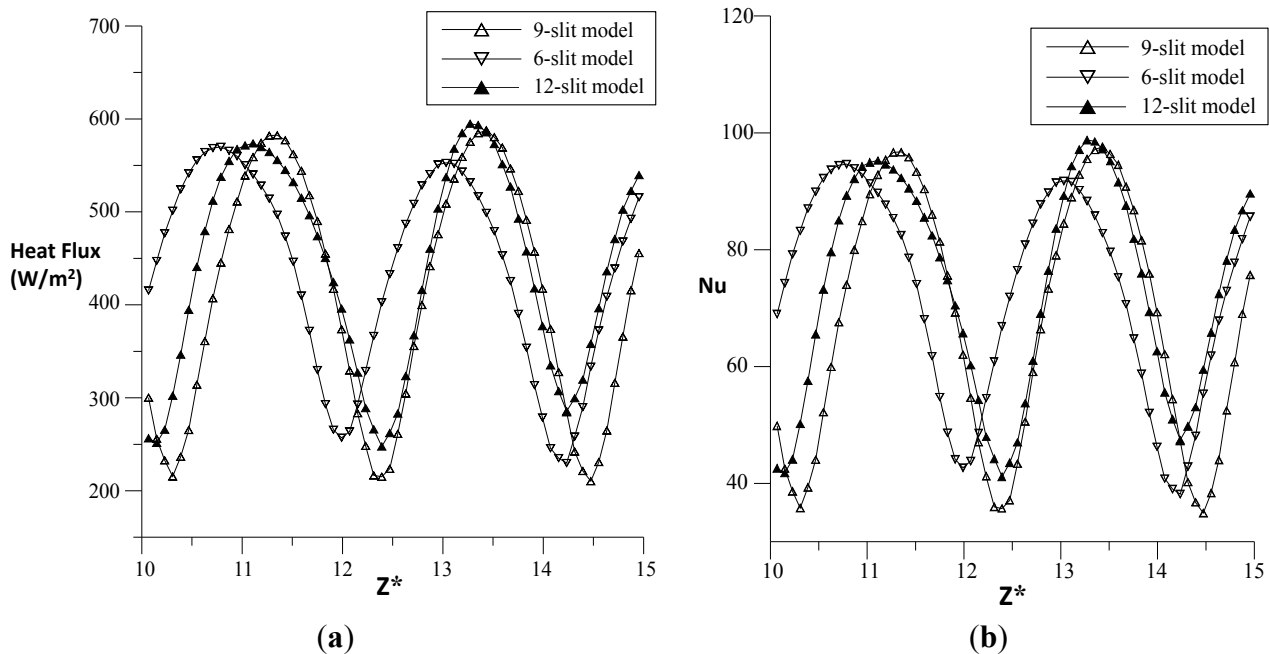 700
600
500
400
300
200
Heat Flux
(W/m²)
9-slit model
6-slit model
12-slit model
10 11 12 13 14 15
Z*
(a)
120
100
80
60
40
Nu
9-slit model
6-slit model
12-slit model
10 11 12 13 14 15
Z*
(b)